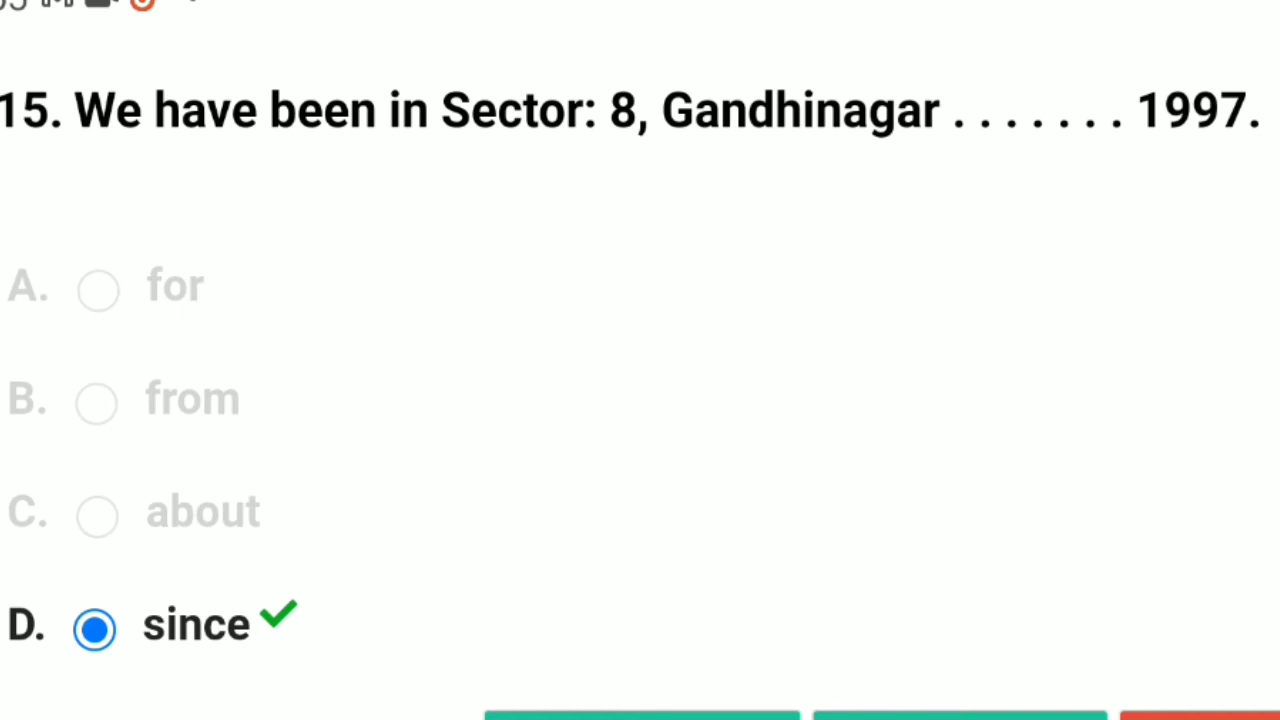 15. We have been in Sector: 8, Gandhinagar . . . . . . . 1997.
A. for
B. from
C. about
D. since